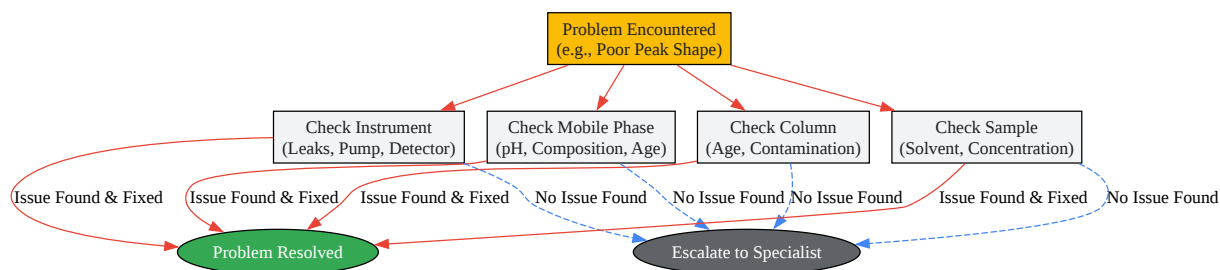 Problem Encountered
(e.g., Poor Peak Shape)
Check Instrument
(Leaks, Pump, Detector)
Check Mobile Phase
(pH, Composition, Age)
Check Column
(Age, Contamination)
Check Sample
(Solvent, Concentration)
Issue Found & Fixed
Issue Found & Fixed
Issue Found & Fixed
No Issue Found
No Issue Found
No Issue Found
Issue Found & Fixed
No Issue Found
Problem Resolved
Escalate to Specialist